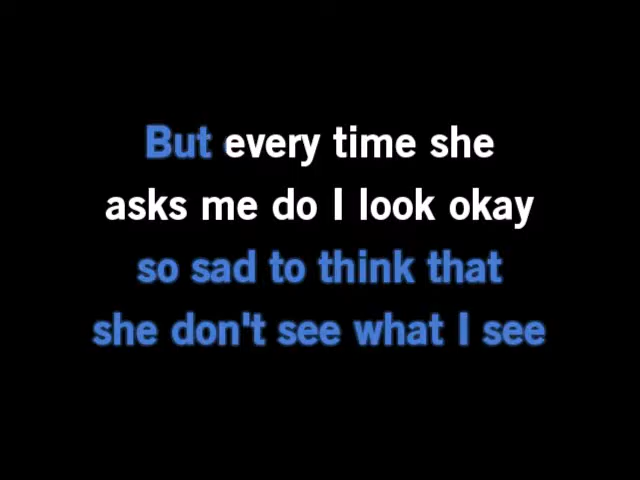 But every time she
asks me do I look okay
so sad to think that
she don't see what I see